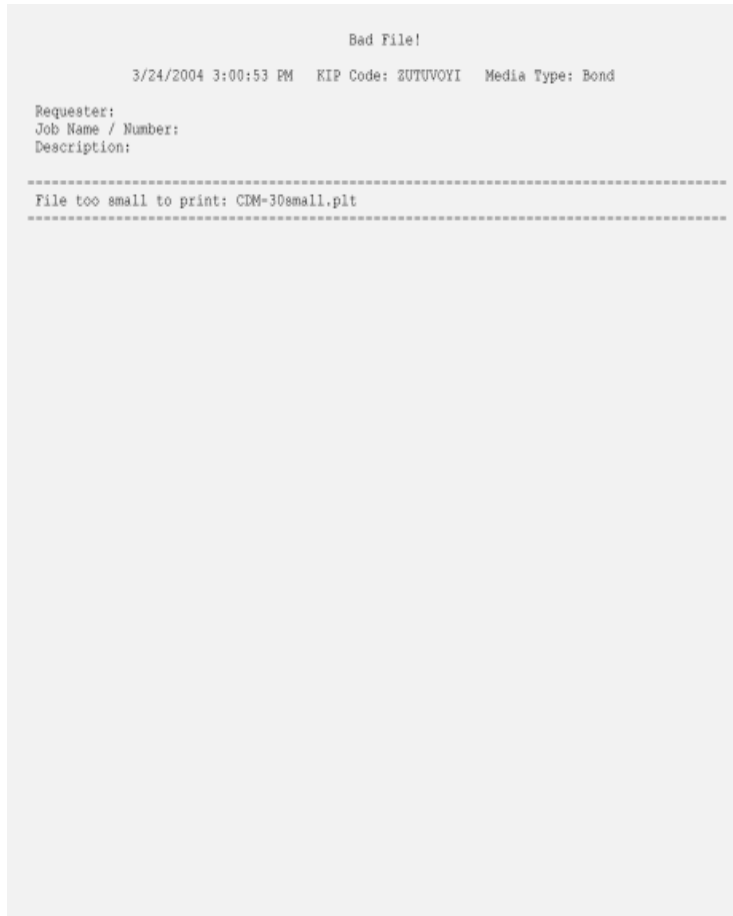 Bad File!
3/24/2004 3:00:53 PM KIP Code: ZUTUVOYI Media Type: Bond
Requester:
Job Name / Number:
Description:
================================================================================
File too small to print: CDM-30small.plt
================================================================================